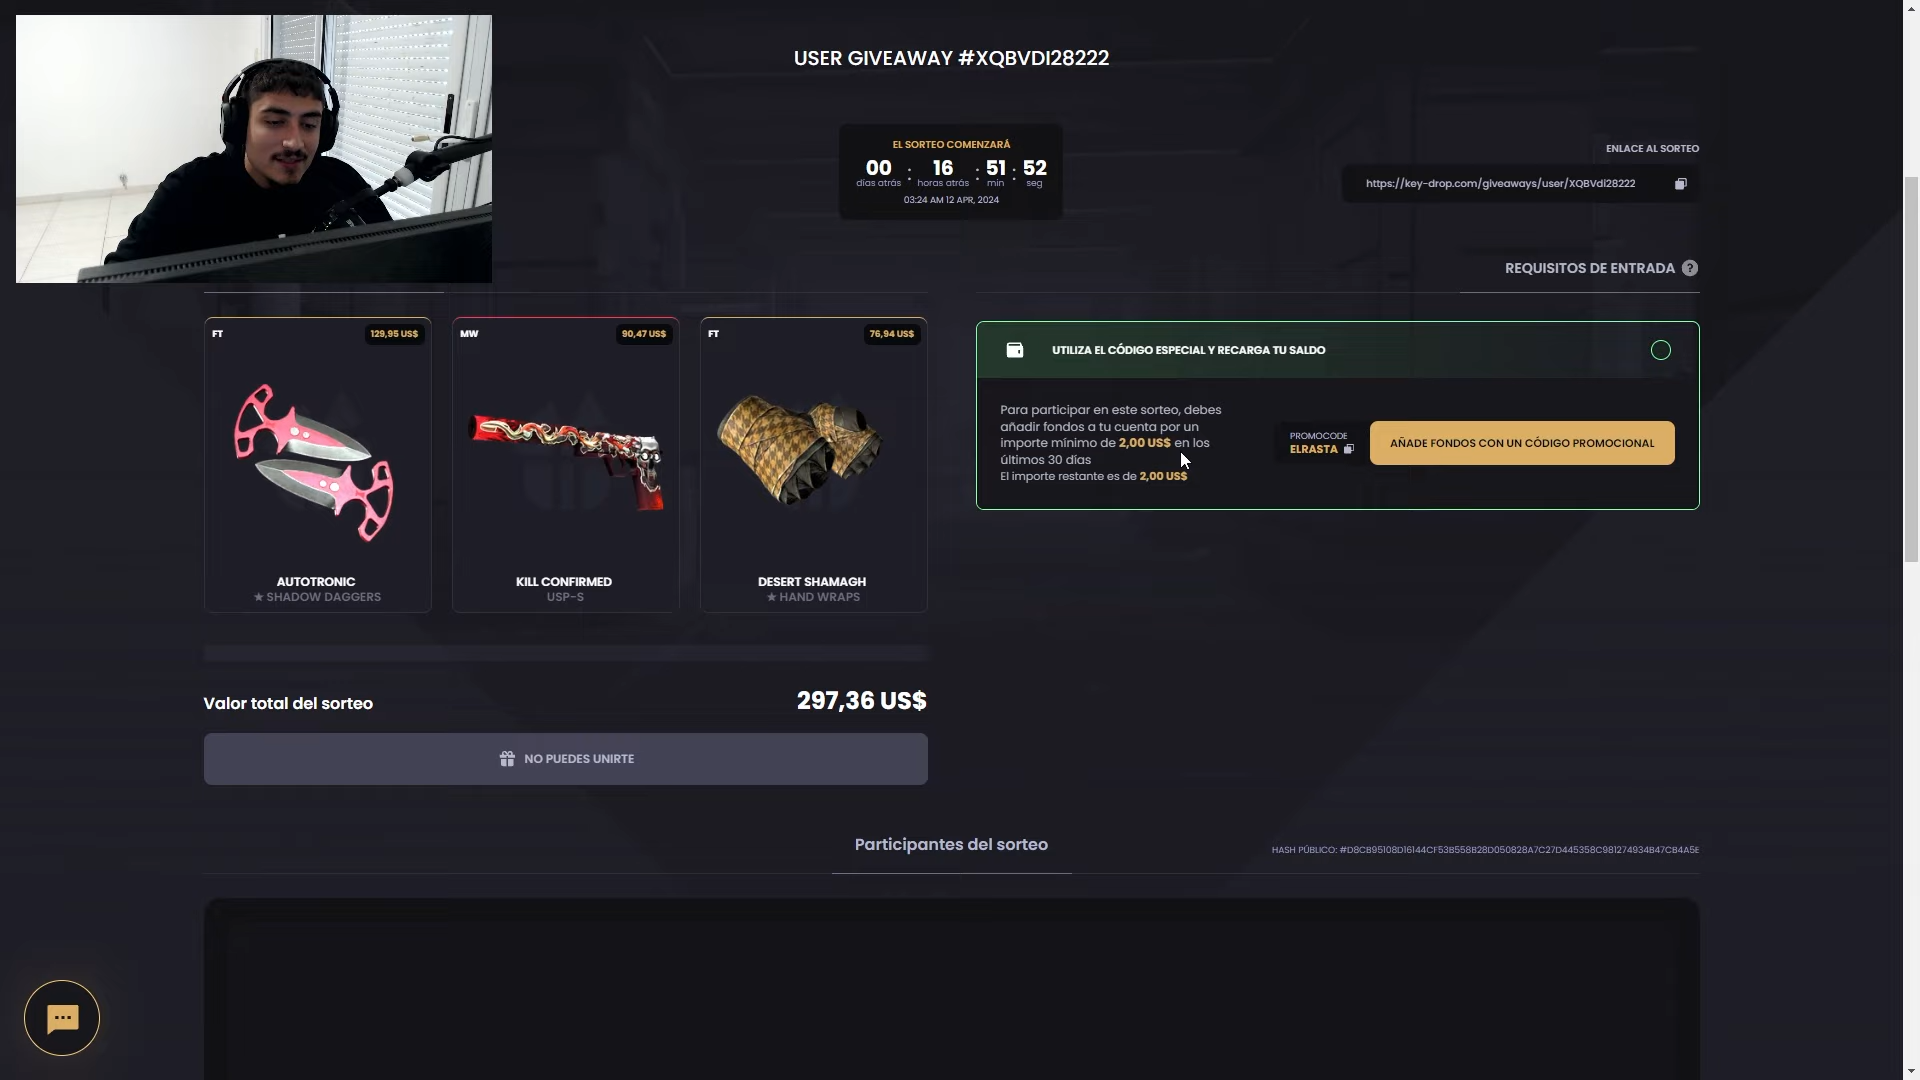 USER GIVEAWAY #XQBVDI28222
EL SORTEO COMENZARÁ
00 : 16 : 51 : 52
días atrás horas atrás min seg
03:24 AM 12 APR, 2024
ENLACE AL SORTEO
https://key-drop.com/giveaways/user/XQBVdi28222
REQUISITOS DE ENTRADA ?
FT 129,95 US$
AUTOTRONIC
★ SHADOW DAGGERS
MW 90,47 US$
KILL CONFIRMED
USP-S
FT 76,94 US$
DESERT SHAMAGH
★ HAND WRAPS
UTILIZA EL CÓDIGO ESPECIAL Y RECARGA TU SALDO
Para participar en este sorteo, debes
añadir fondos a tu cuenta por un
importe mínimo de 2,00 US$ en los
últimos 30 días
El importe restante es de 2,00 US$
PROMOCODE
ELRASTA
AÑADE FONDOS CON UN CÓDIGO PROMOCIONAL
Valor total del sorteo 297,36 US$
NO PUEDES UNIRTE
Participantes del sorteo
HASH PÚBLICO: